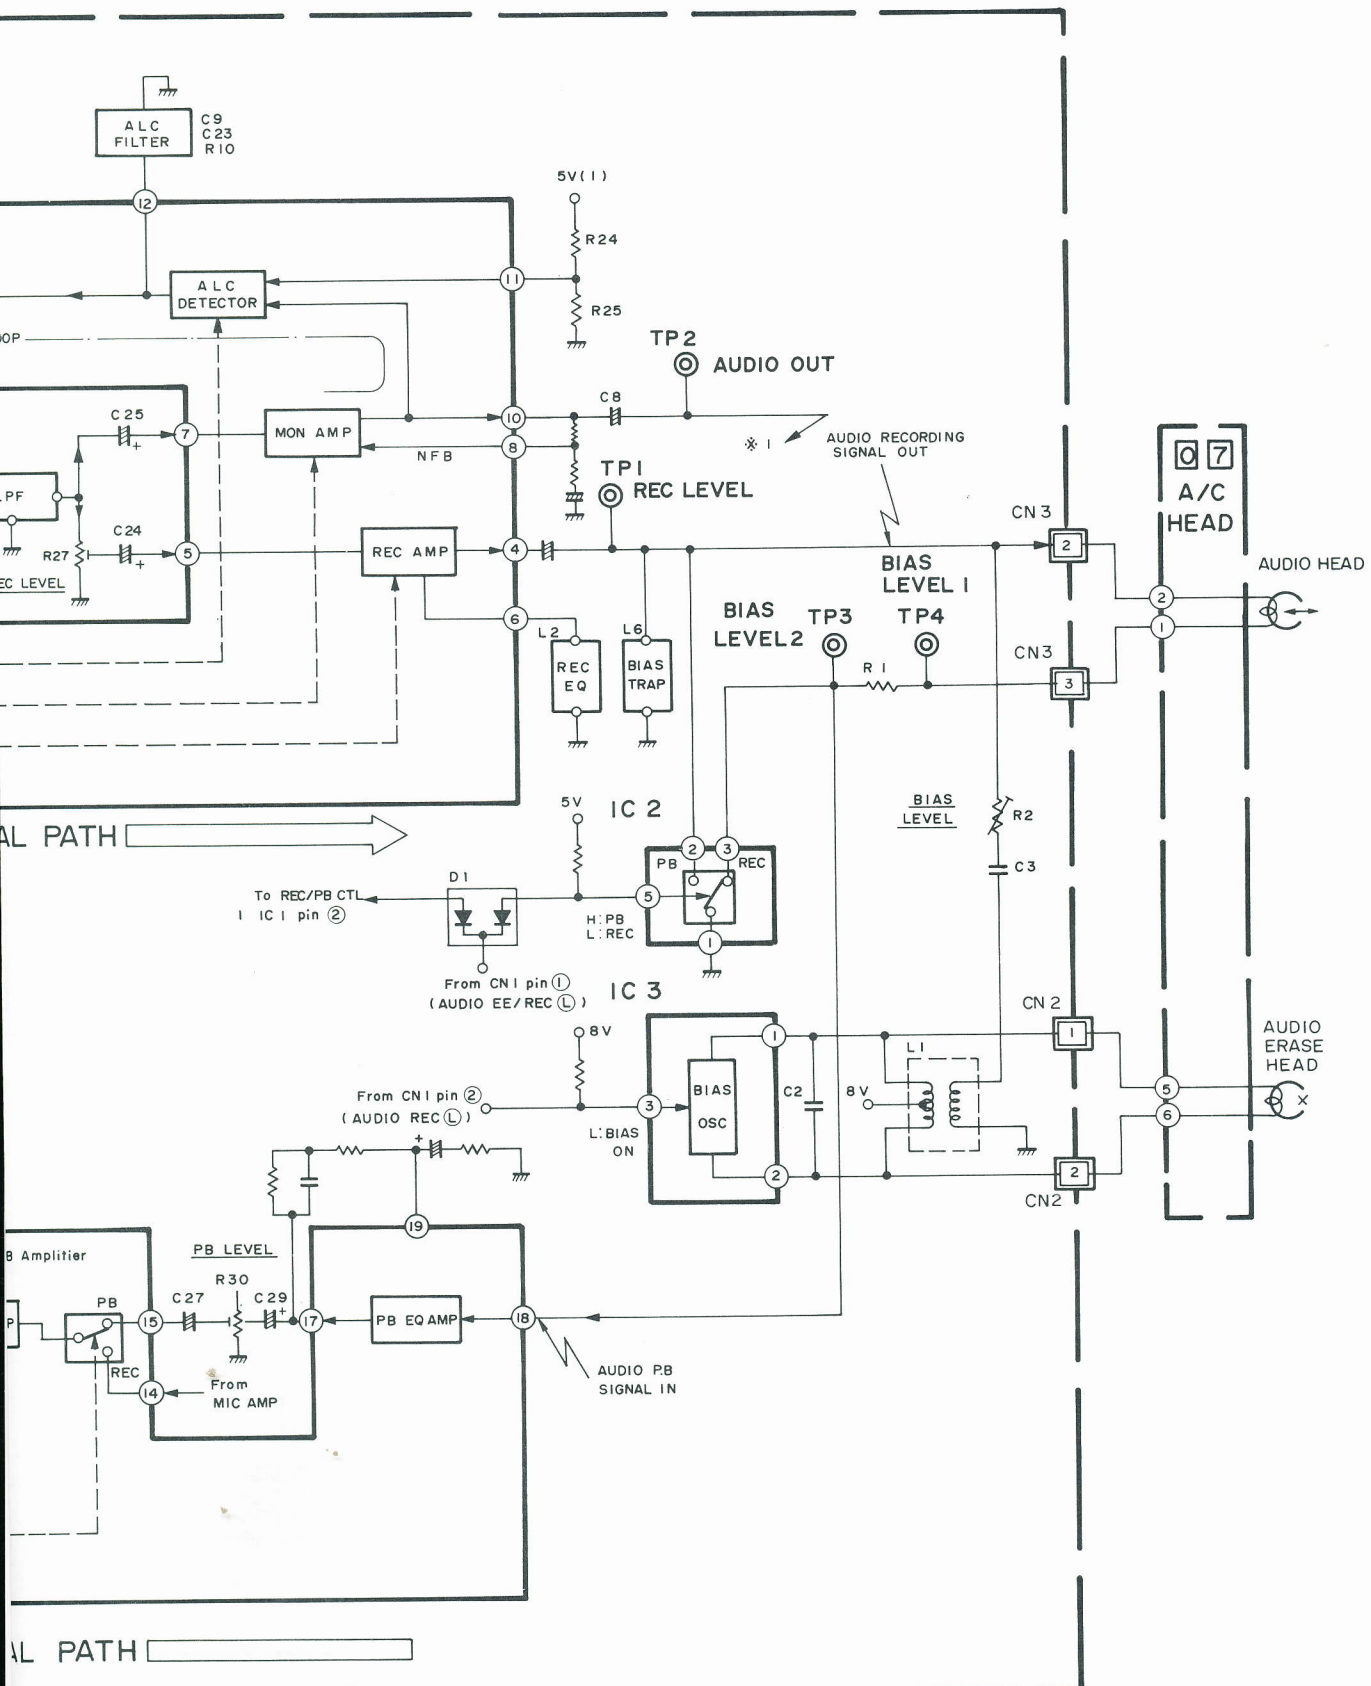 ALC
FILTER
C9
C23
R10
12
5V(1)
R24
ALC
DETECTOR
11
R25
OOP
TP2
AUDIO OUT
C25
7
MON AMP
10
C8
※1
NFB
8
AUDIO RECORDING
SIGNAL OUT
TP1
REC LEVEL
07
A/C
HEAD
PF
C24
+
+
R27
5
REC AMP
4
CN3
2
EC LEVEL
AUDIO HEAD
BIAS
LEVEL 1
BIAS
LEVEL2
TP3
TP4
2
1
6
L2
REC
EQ
L6
BIAS
TRAP
R1
CN3
3
AL PATH
5V
IC 2
BIAS
LEVEL
R2
C3
2
3
PB
REC
D1
To REC/PB CTL
1 IC1 pin ②
5
H:PB
L:REC
1
From CN1 pin ①
(AUDIO EE/REC Ⓛ)
IC 3
8V
CN2
1
1
L1
AUDIO
ERASE
HEAD
BIAS
OSC
C2
8V
5
6
X
From CN1 pin ②
(AUDIO REC Ⓛ)
3
L:BIAS
ON
2
2
CN2
+
19
B Amplitier
PB LEVEL
R30
PB
C27
C29
+
P
15
17
PB EQ AMP
18
REC
14
From
MIC AMP
AUDIO P.B
SIGNAL IN
AL PATH